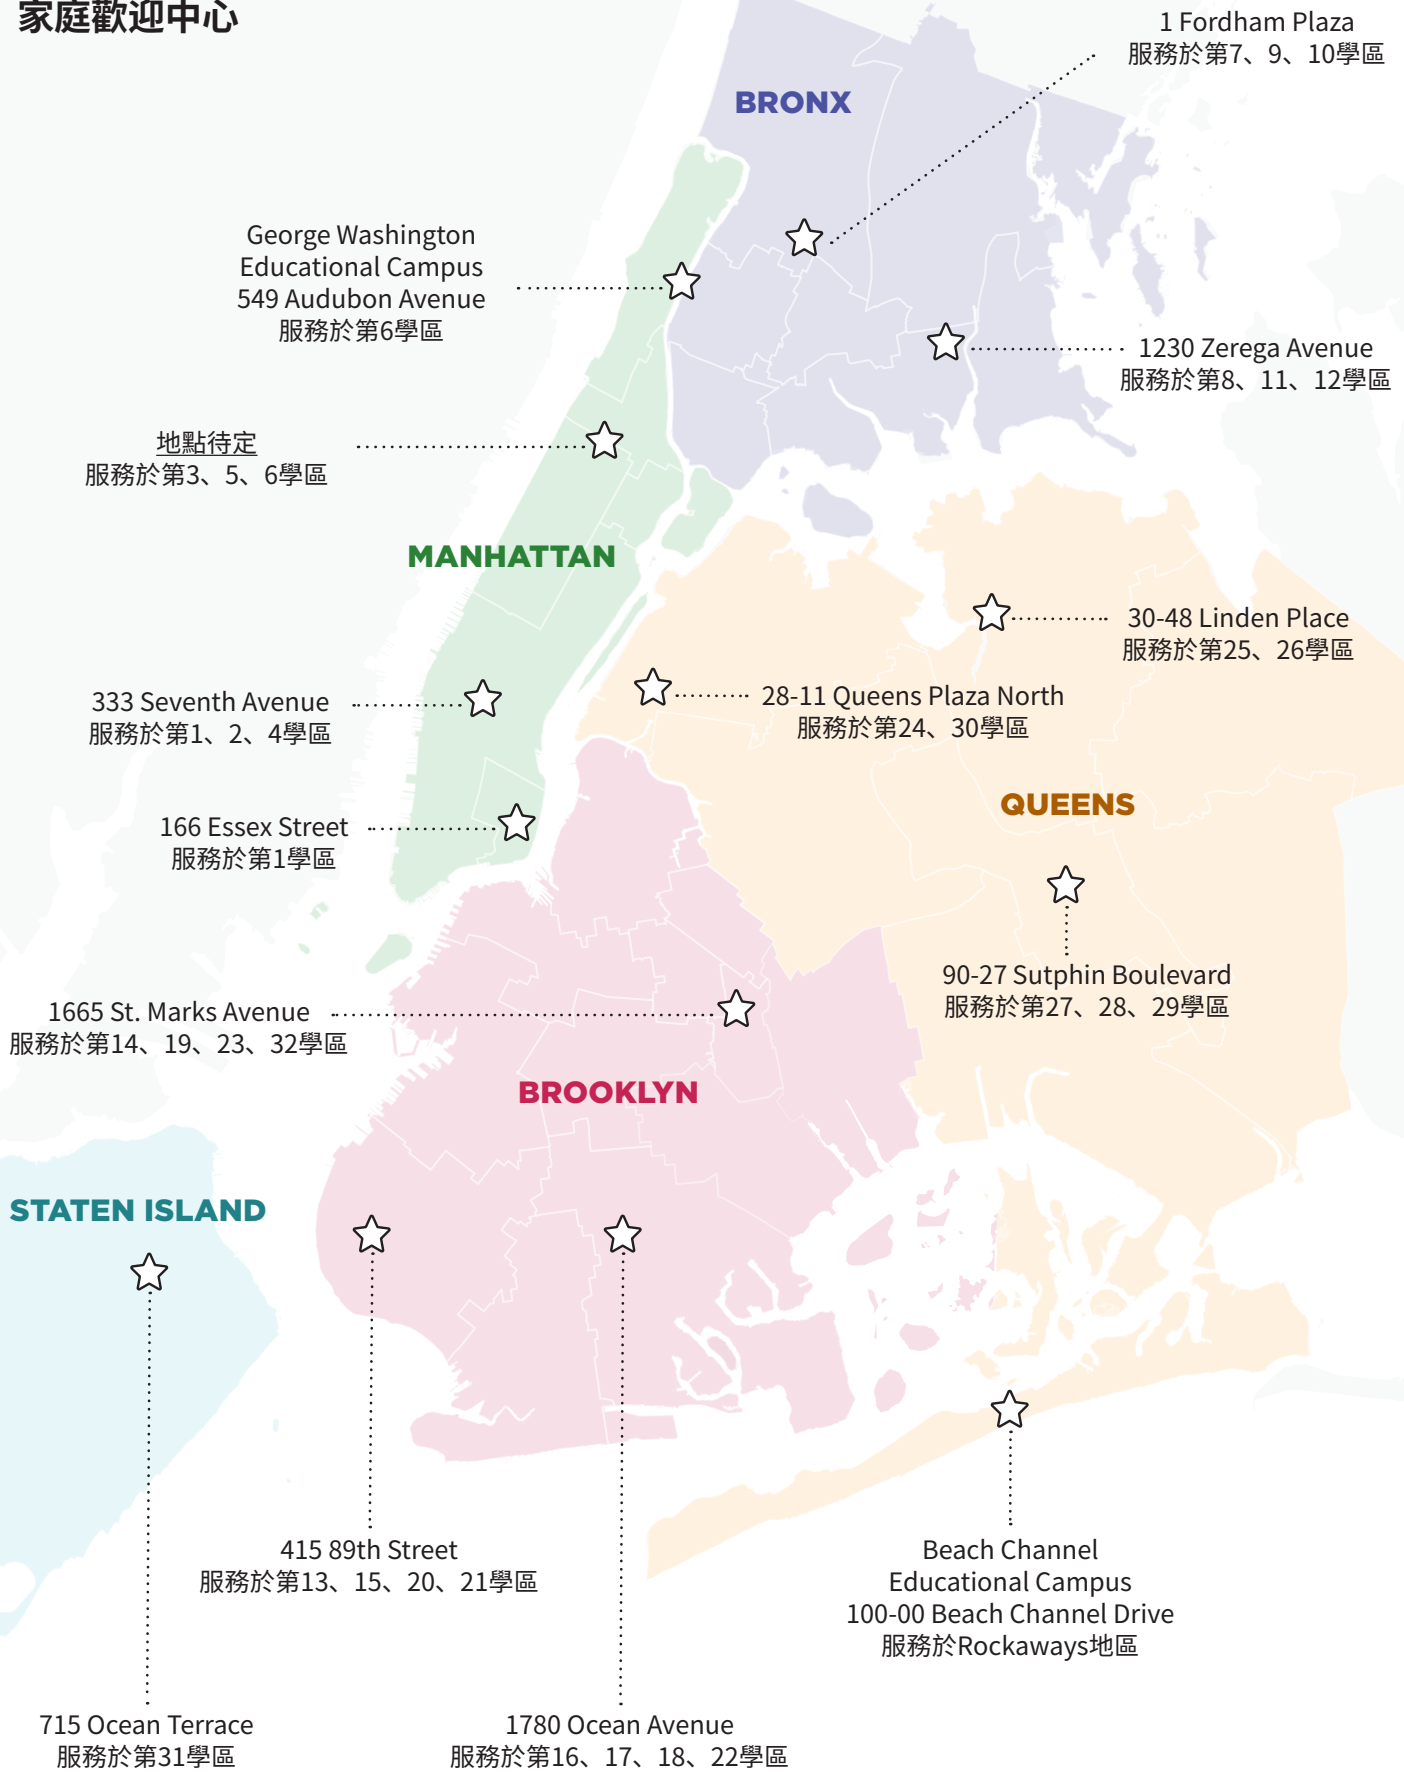 家庭歡迎中心
1 Fordham Plaza
服務於第7、9、10學區
BRONX
George Washington
Educational Campus
549 Audubon Avenue
服務於第6學區
1230 Zerega Avenue
服務於第8、11、12學區
地點待定
服務於第3、5、6學區
MANHATTAN
30-48 Linden Place
服務於第25、26學區
333 Seventh Avenue
服務於第1、2、4學區
28-11 Queens Plaza North
服務於第24、30學區
QUEENS
166 Essex Street
服務於第1學區
90-27 Sutphin Boulevard
服務於第27、28、29學區
1665 St. Marks Avenue
服務於第14、19、23、32學區
BROOKLYN
STATEN ISLAND
415 89th Street
服務於第13、15、20、21學區
Beach Channel
Educational Campus
100-00 Beach Channel Drive
服務於Rockaways地區
715 Ocean Terrace
服務於第31學區
1780 Ocean Avenue
服務於第16、17、18、22學區